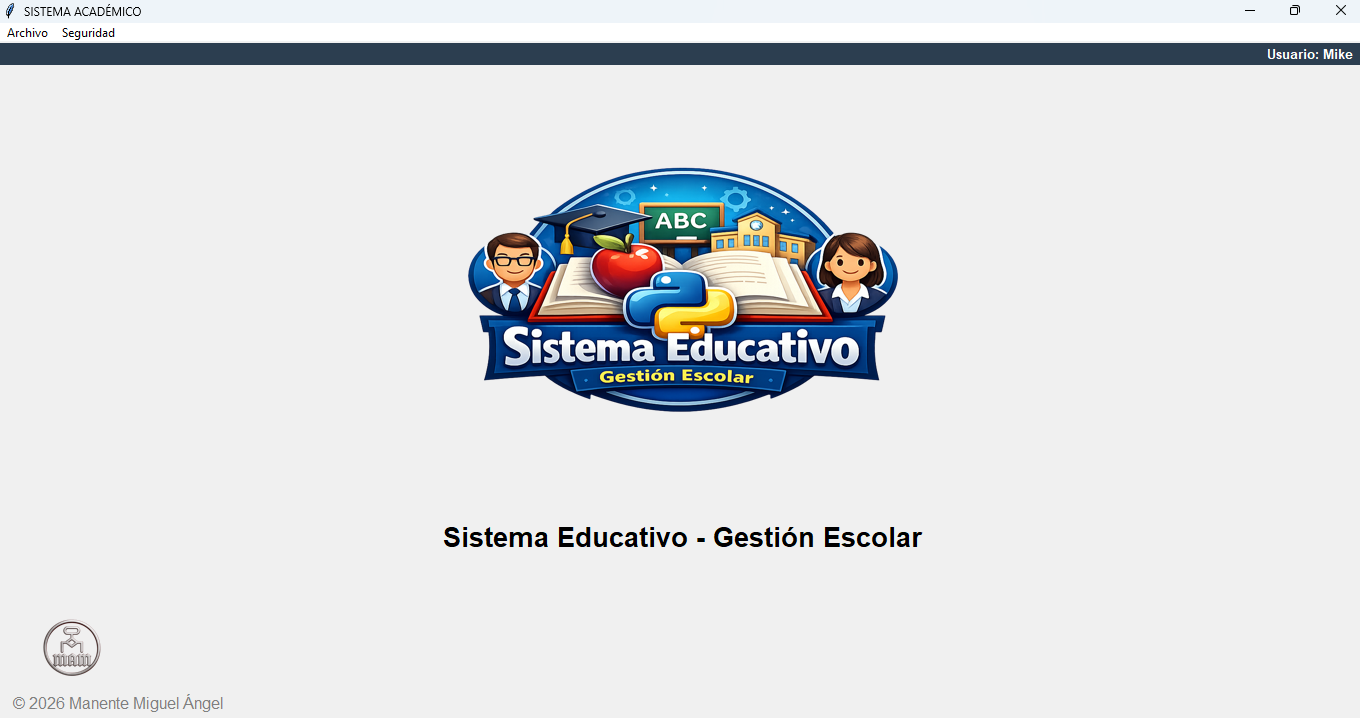 SISTEMA ACADÉMICO
Archivo Seguridad
Usuario: Mike
ABC
Sistema Educativo
Gestión Escolar
Sistema Educativo - Gestión Escolar
MAM
© 2026 Manente Miguel Ángel